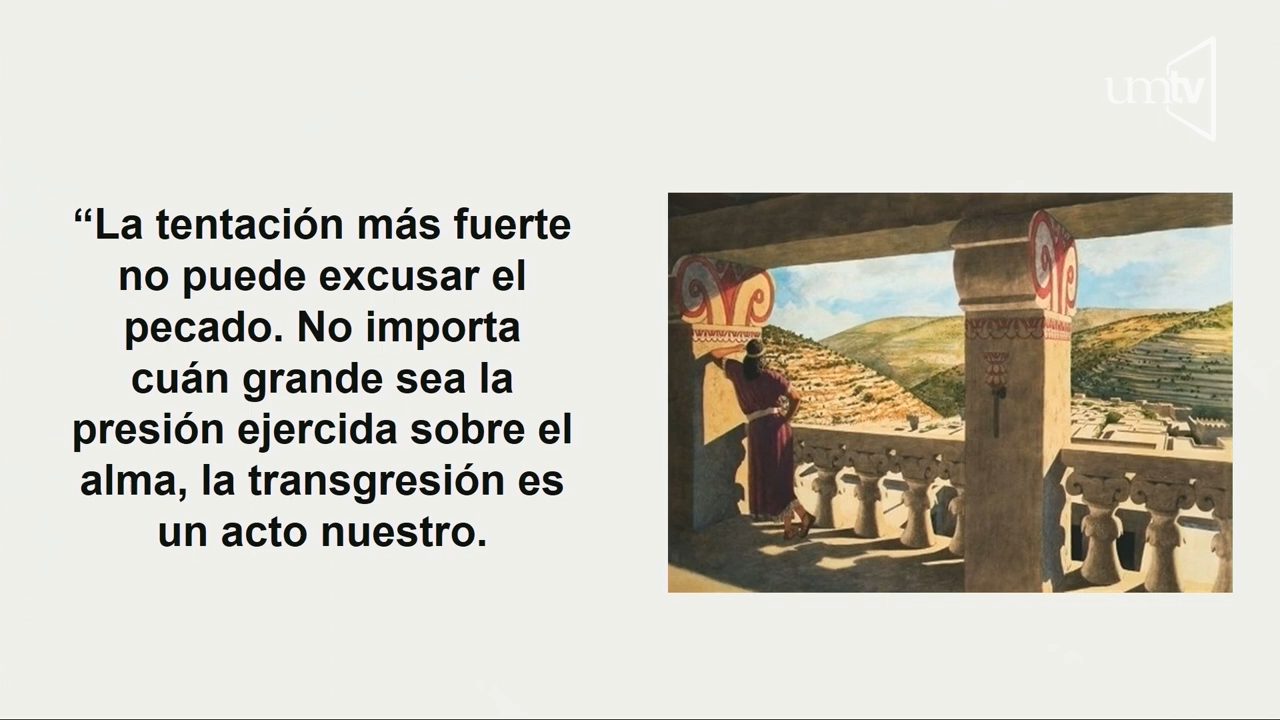 umtv
“La tentación más fuerte
no puede excusar el
pecado. No importa
cuán grande sea la
presión ejercida sobre el
alma, la transgresión es
un acto nuestro.